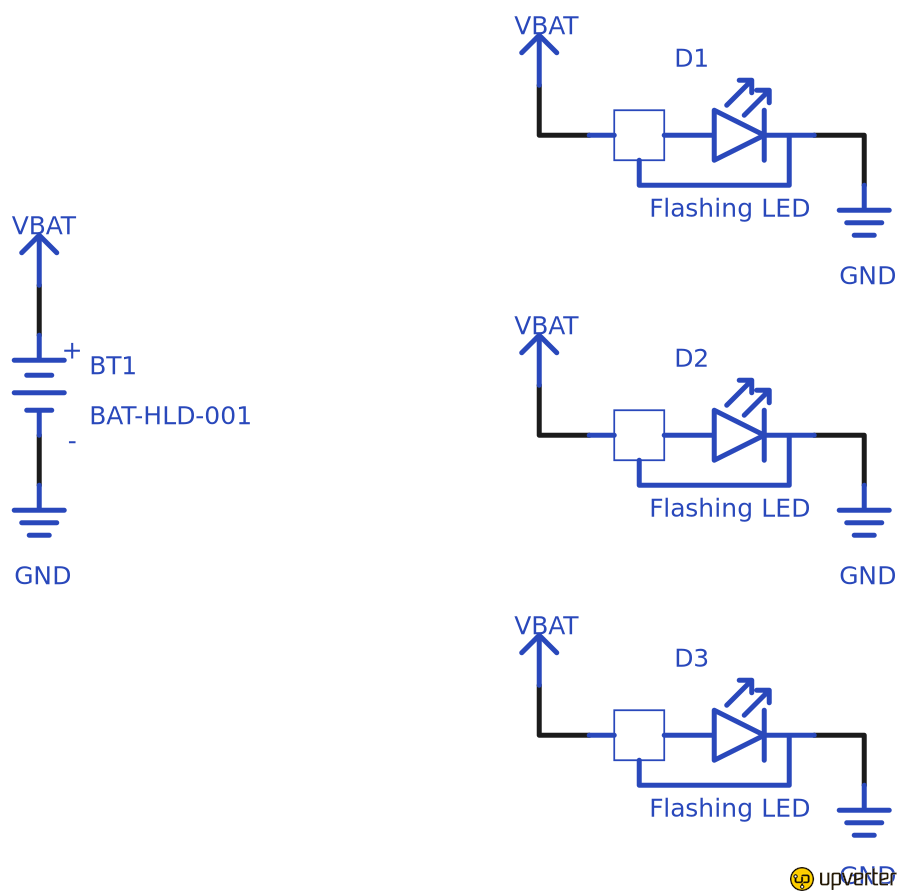 VBAT
D1
Flashing LED
GND
VBAT
+
BT1
BAT-HLD-001
-
GND
VBAT
D2
Flashing LED
GND
VBAT
D3
Flashing LED
GND
upverter